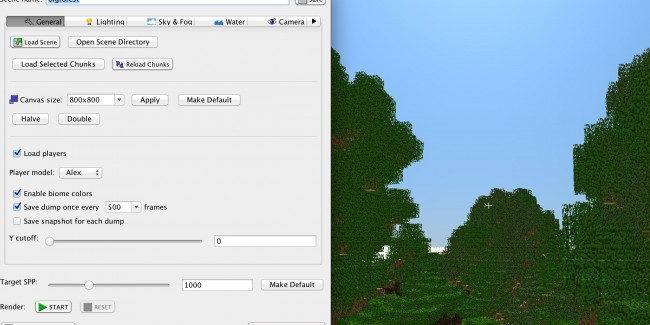 Scene name: bigforest Save
General Lighting Sky & Fog Water Camera
Load Scene Open Scene Directory
Load Selected Chunks Reload Chunks
Canvas size: 800x800 Apply Make Default
Halve Double
Load players
Player model: Alex
Enable biome colors
Save dump once every 500 frames
Save snapshot for each dump
Y cutoff: 0
Target SPP: 1000 Make Default
Render: START RESET